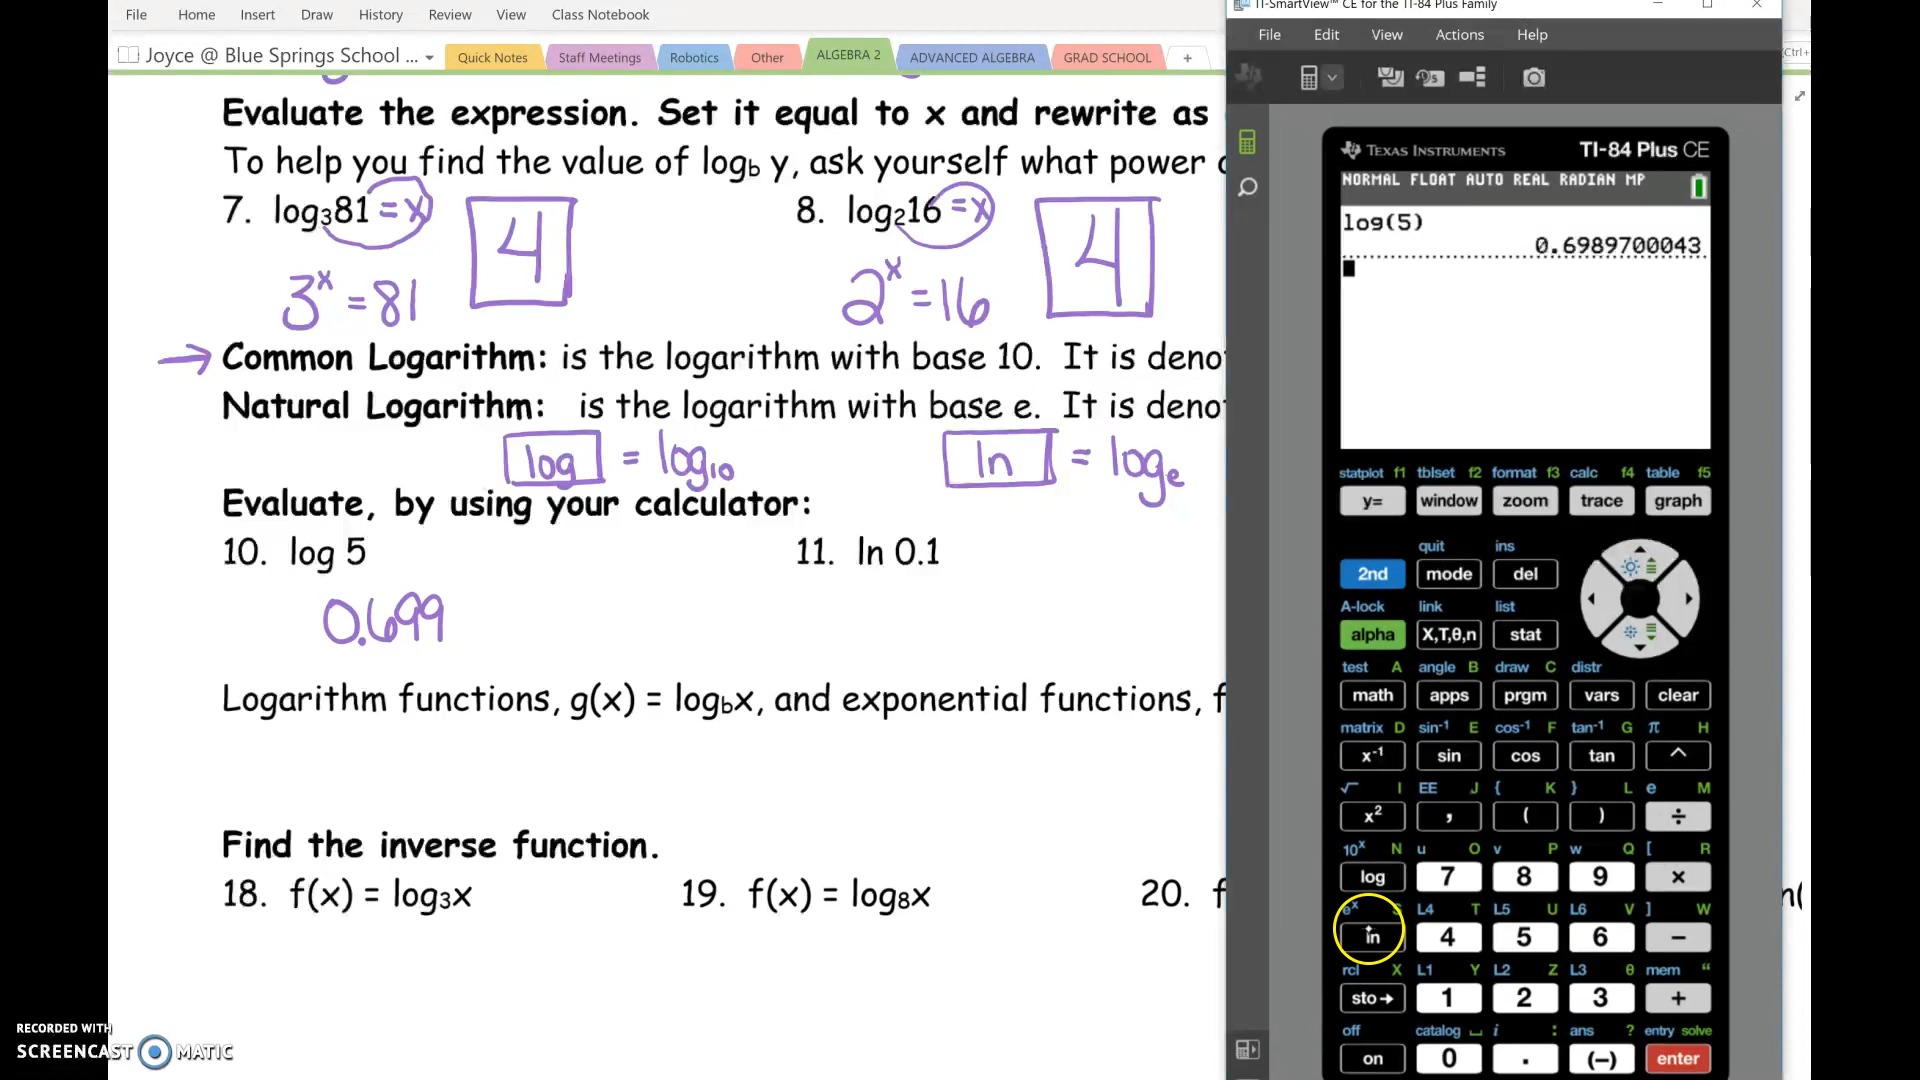 File Home Insert Draw History Review View Class Notebook
Joyce @ Blue Springs School ... Quick Notes Staff Meetings Robotics Other ALGEBRA 2 ADVANCED ALGEBRA GRAD SCHOOL +
Evaluate the expression. Set it equal to x and rewrite as
To help you find the value of log_b y, ask yourself what power
7. log₃81 = x 4
8. log₂16 = x 4
3^x = 81
2^x = 16
→ Common Logarithm: is the logarithm with base 10. It is deno
Natural Logarithm: is the logarithm with base e. It is deno
log = log₁₀
ln = log_e
Evaluate, by using your calculator:
10. log 5
11. ln 0.1
0.699
Logarithm functions, g(x) = log_b x, and exponential functions, f
Find the inverse function.
18. f(x) = log₃x
19. f(x) = log₈x
20. f
n(
RECORDED WITH
SCREENCAST MATIC
TI-SmartView™ CE for the TI-84 Plus Family
File Edit View Actions Help
(Ctrl+
TEXAS INSTRUMENTS TI-84 Plus CE
NORMAL FLOAT AUTO REAL RADIAN MP
log(5)
0.6989700043
statplot f1 tblset f2 format f3 calc f4 table f5
y= window zoom trace graph
quit ins
2nd mode del
A-lock link list
alpha X,T,θ,n stat
test A angle B draw C distr
math apps prgm vars clear
matrix D sin⁻¹ E cos⁻¹ F tan⁻¹ G π H
x⁻¹ sin cos tan ^
√ I EE J { K } L e M
x² , ( ) ÷
10^x N u O v P w Q [ R
log 7 8 9 ×
e^x S L4 T L5 U L6 V ] W
ln 4 5 6 −
rcl X L1 Y L2 Z L3 θ mem “
sto→ 1 2 3 +
off catalog ⎵ i : ans ? entry solve
on 0 . (−) enter